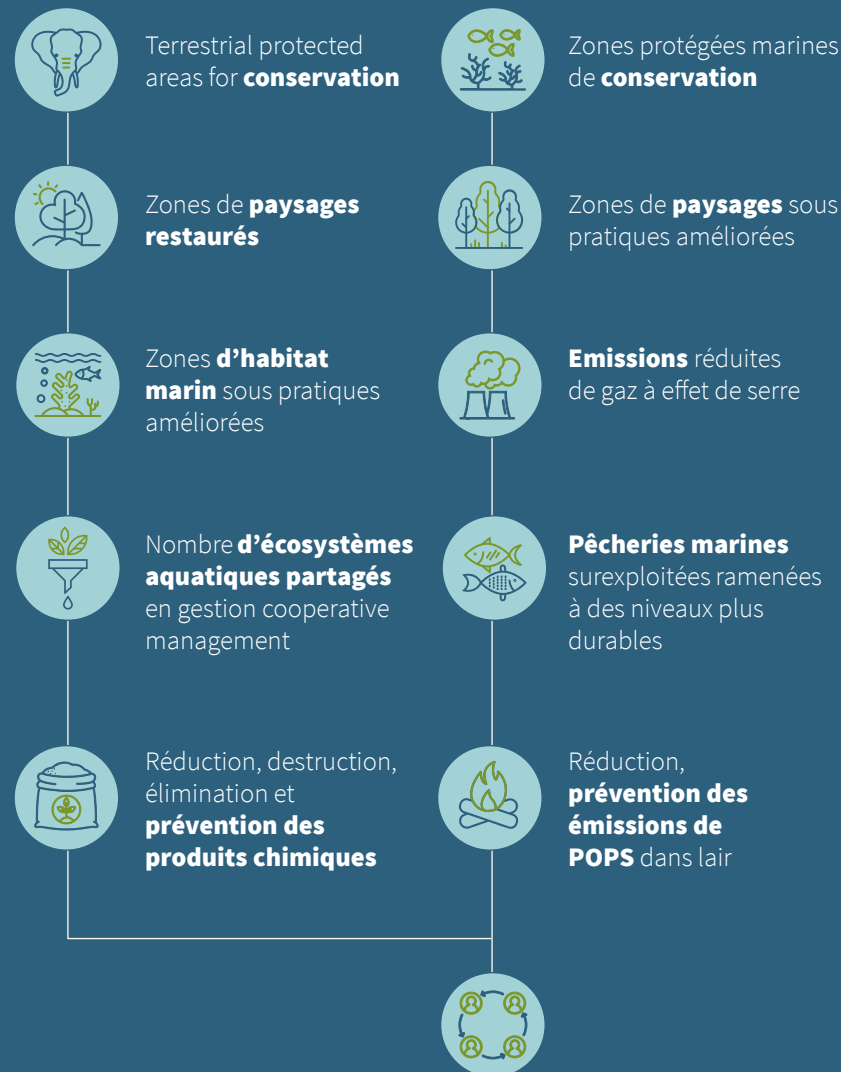 Terrestrial protected
areas for conservation
Zones protégées marines
de conservation
Zones de paysages
restaurés
Zones de paysages sous
pratiques améliorées
Zones d’habitat
marin sous pratiques
améliorées
Emissions réduites
de gaz à effet de serre
Nombre d’écosystèmes
aquatiques partagés
en gestion cooperative
management
Pêcheries marines
surexploitées ramenées
à des niveaux plus
durables
Réduction, destruction,
élimination et
prévention des
produits chimiques
Réduction,
prévention des
émissions de
POPS dans lair